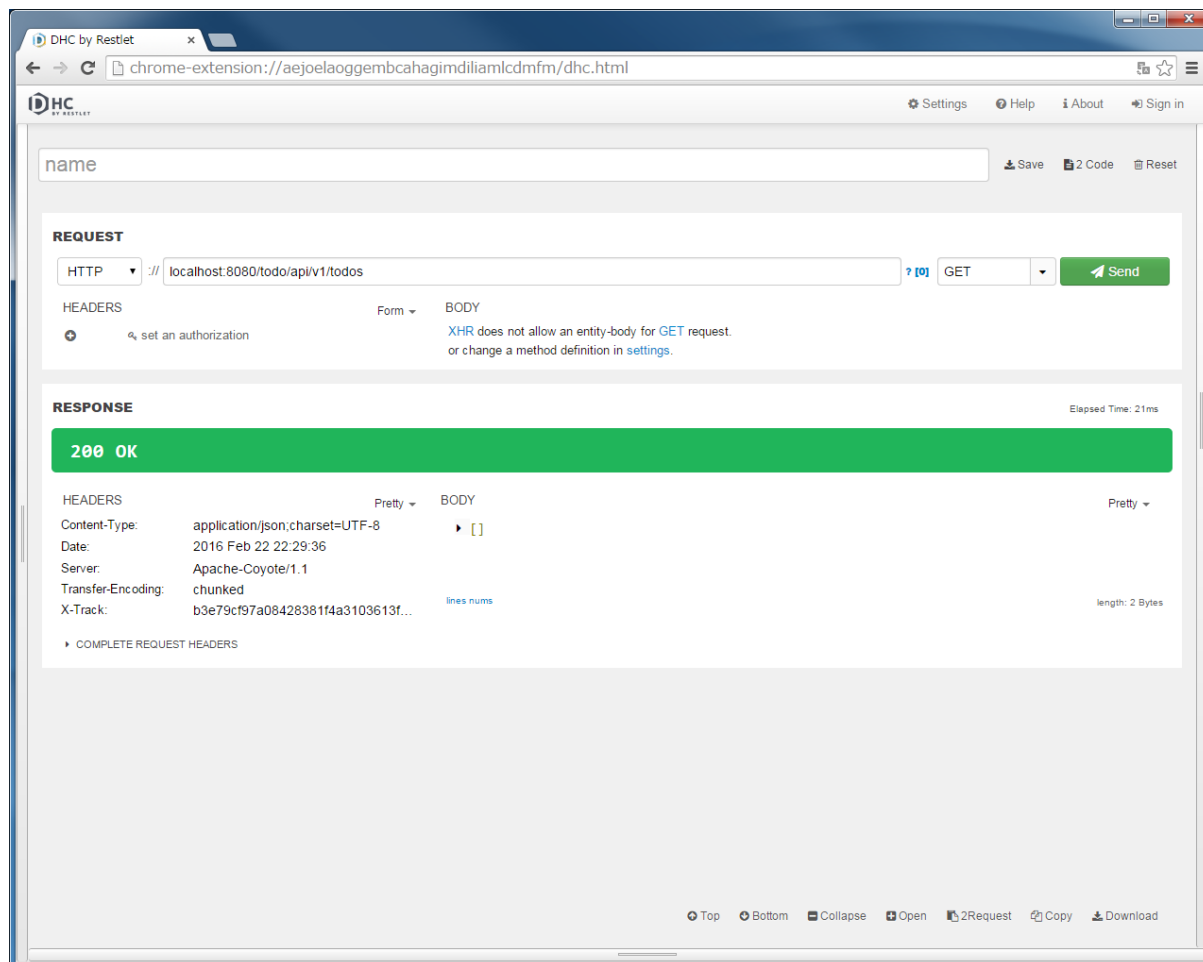 DHC by Restlet
chrome-extension://aejoelaoggembcahagimdiliamlcdmfm/dhc.html
DHC Settings Help About Sign in
BY RESTLET
name Save 2 Code Reset
REQUEST
HTTP :// localhost:8080/todo/api/v1/todos ? [0] GET Send
HEADERS Form BODY
set an authorization XHR does not allow an entity-body for GET request.
or change a method definition in settings.
RESPONSE Elapsed Time: 21ms
200 OK
HEADERS Pretty BODY Pretty
Content-Type: application/json;charset=UTF-8 []
Date: 2016 Feb 22 22:29:36
Server: Apache-Coyote/1.1
Transfer-Encoding: chunked lines nums length: 2 Bytes
X-Track: b3e79cf97a08428381f4a3103613f...
COMPLETE REQUEST HEADERS
Top Bottom Collapse Open 2Request Copy Download